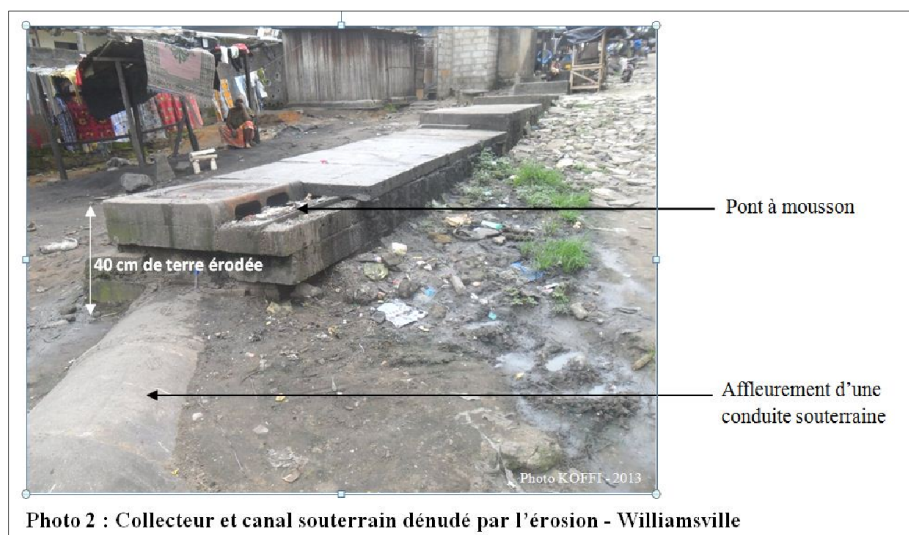 Pont à mousson
40 cm de terre érodée
Affleurement d'une
conduite souterraine
Photo KOFFI - 2013
Photo 2 : Collecteur et canal souterrain dénudé par l'érosion - Williamsville